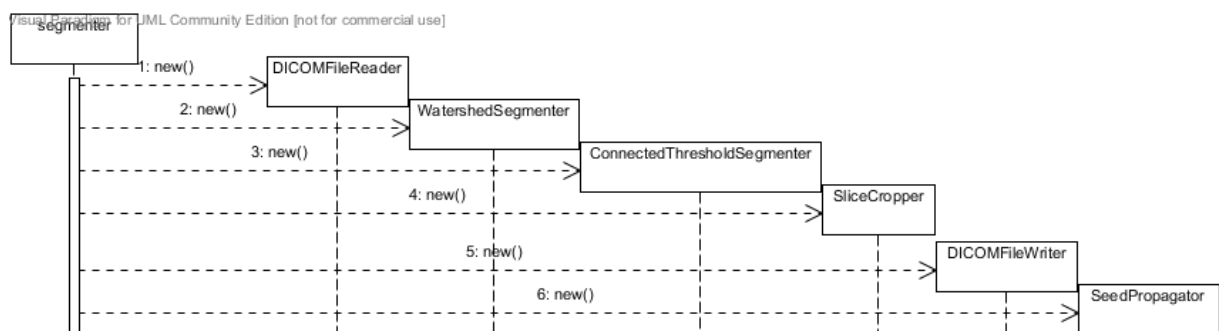 Visual Paradigm for UML Community Edition [not for commercial use]
segmenter
1: new()
DICOMFileReader
2: new()
WatershedSegmenter
3: new()
ConnectedThresholdSegmenter
4: new()
SliceCropper
5: new()
DICOMFileWriter
6: new()
SeedPropagator